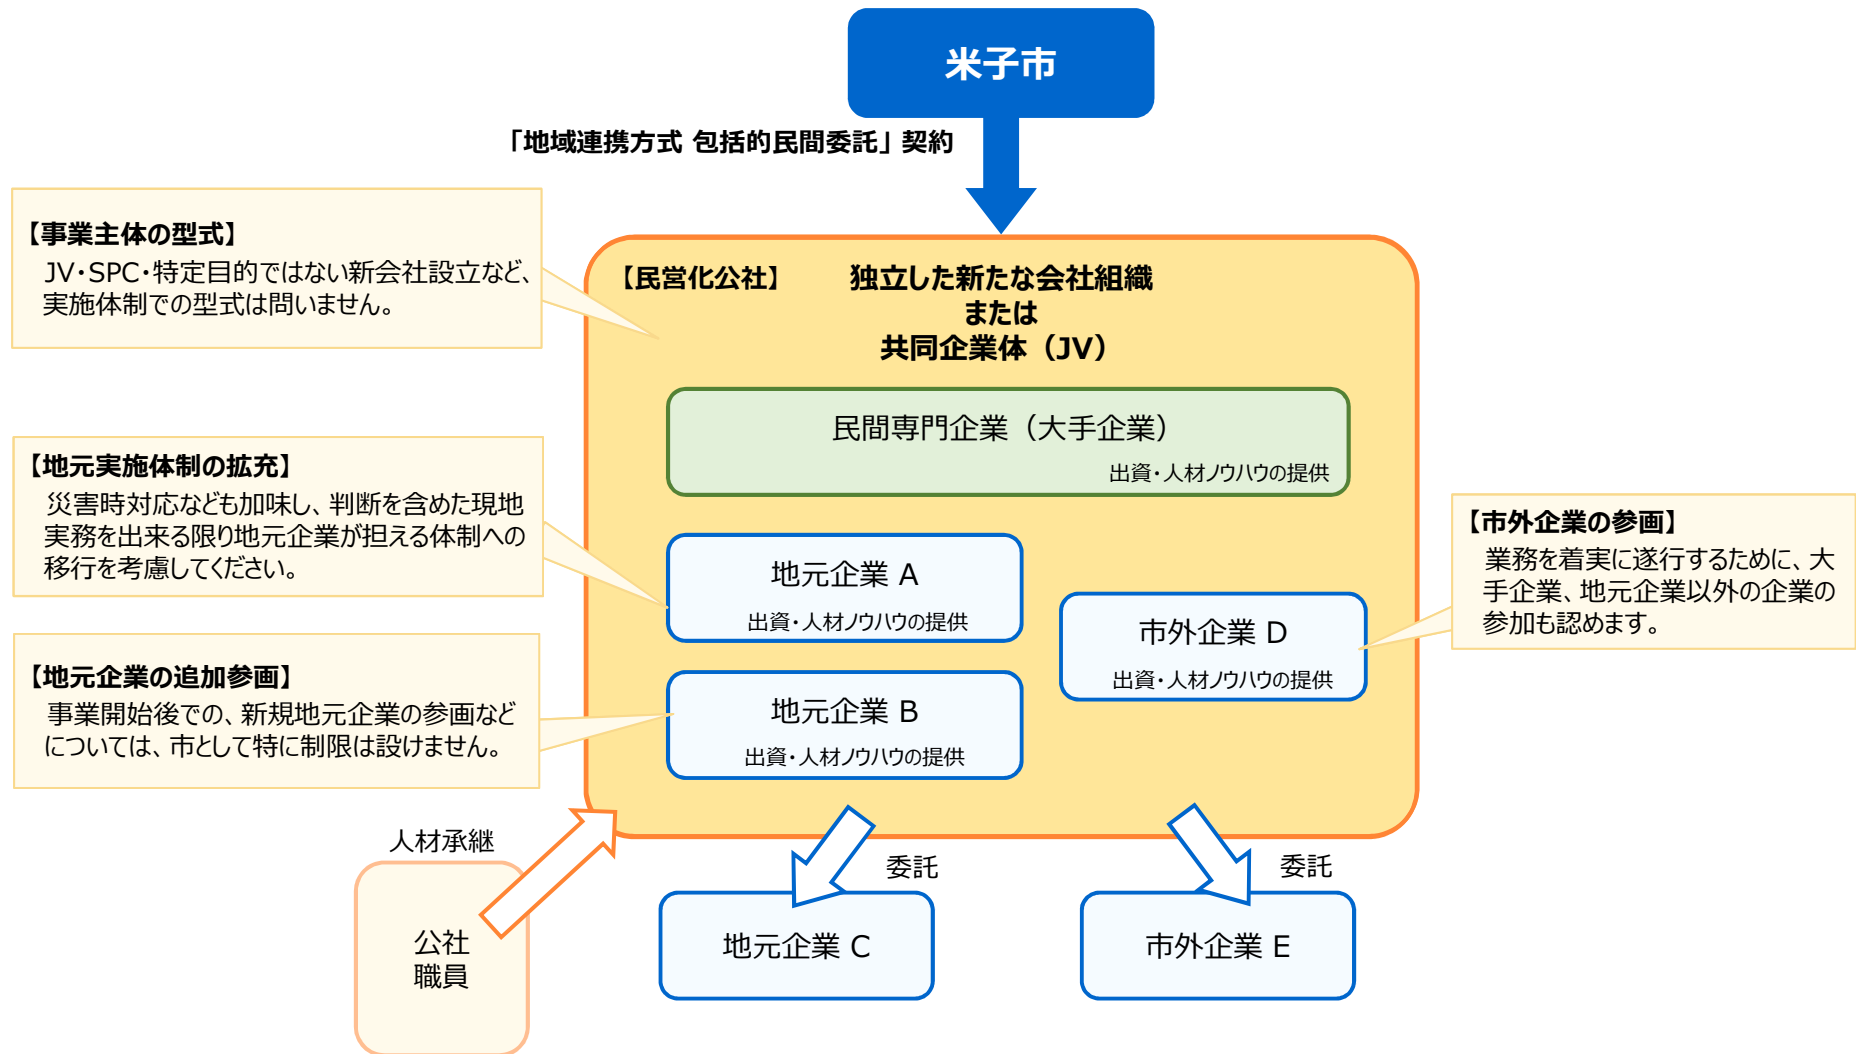 米子市
「地域連携方式 包括的民間委託」契約
【事業主体の型式】
JV・SPC・特定目的ではない新会社設立など、
実施体制での型式は問いません。
【民営化公社】
独立した新たな会社組織
または
共同企業体（JV）
民間専門企業（大手企業）
出資・人材ノウハウの提供
【地元実施体制の拡充】
災害時対応なども加味し、判断を含めた現地
実務を出来る限り地元企業が担える体制への
移行を考慮してください。
地元企業 A
出資・人材ノウハウの提供
【市外企業の参画】
業務を着実に遂行するために、大
手企業、地元企業以外の企業の
参加も認めます。
市外企業 D
出資・人材ノウハウの提供
【地元企業の追加参画】
事業開始後での、新規地元企業の参画など
については、市として特に制限は設けません。
地元企業 B
出資・人材ノウハウの提供
人材承継
公社
職員
委託
地元企業 C
委託
市外企業 E